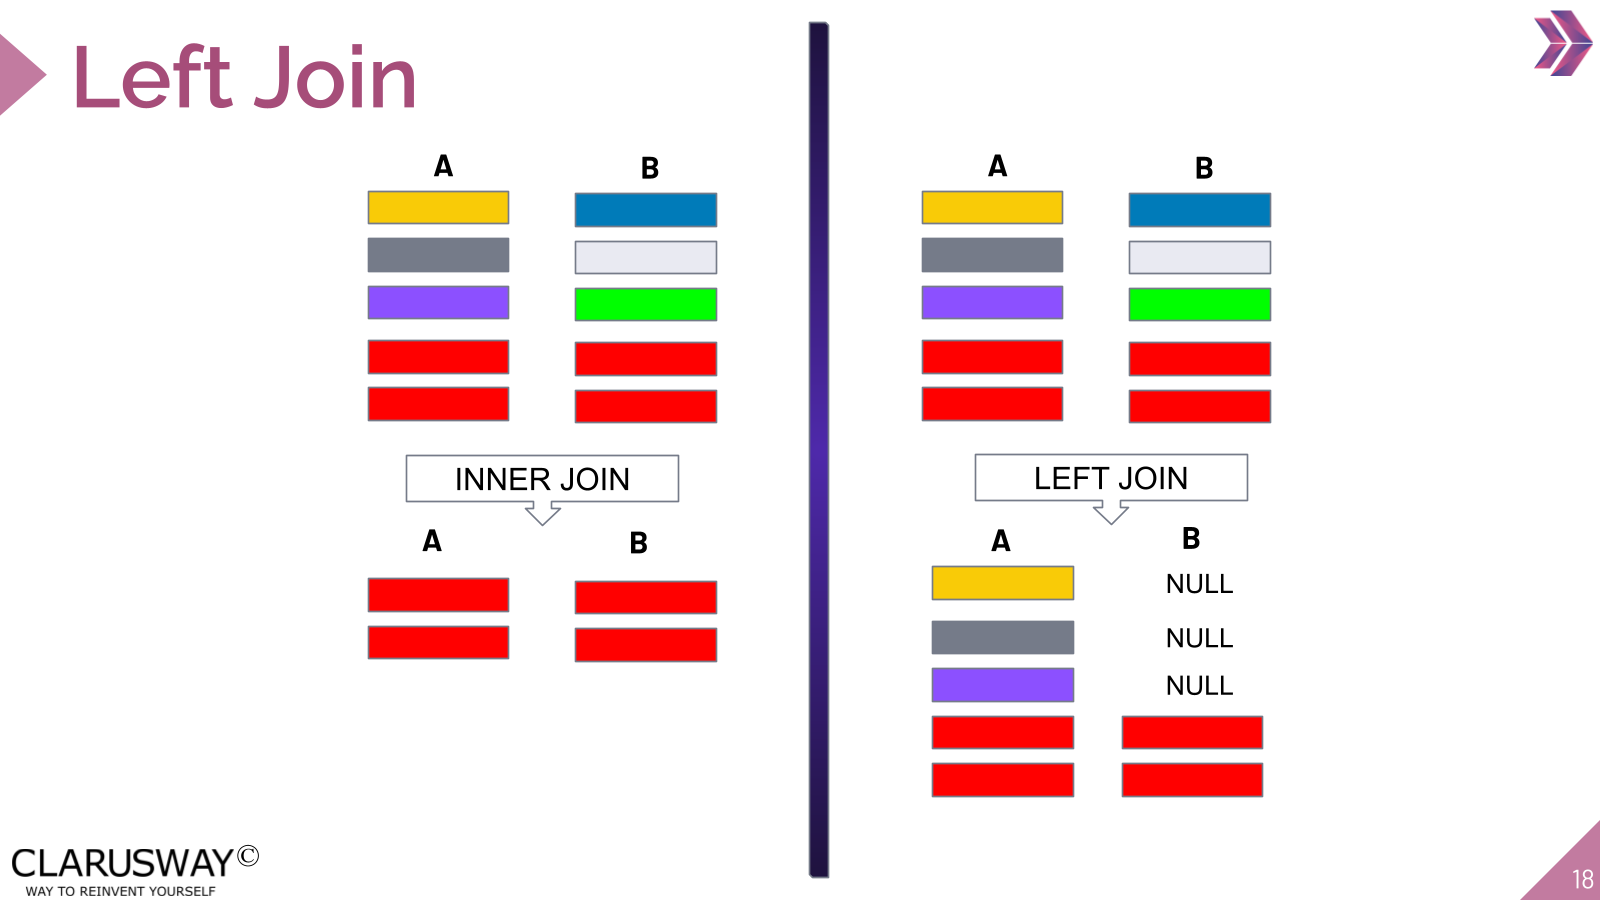 Left Join
A B
INNER JOIN
A B
A B
LEFT JOIN
A B
NULL
NULL
NULL
CLARUSWAY©
WAY TO REINVENT YOURSELF
18